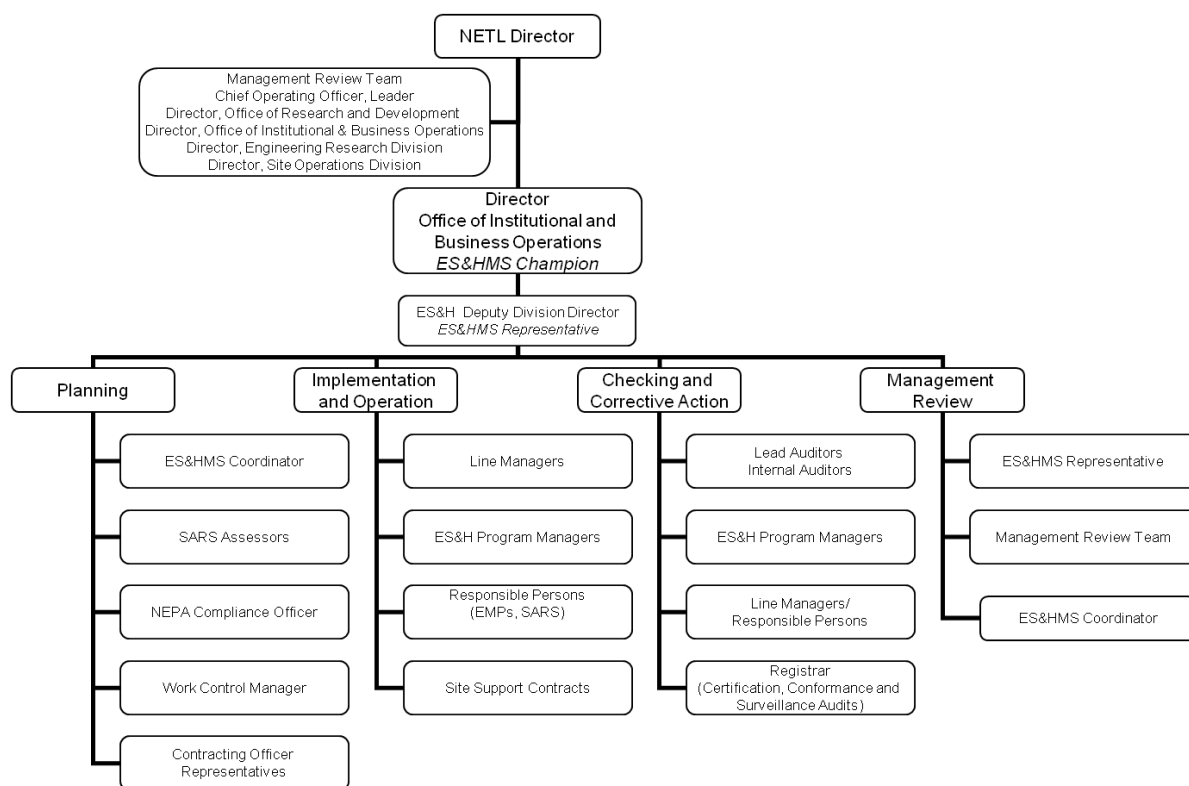 NETL Director
Management Review Team
Chief Operating Officer, Leader
Director, Office of Research and Development
Director, Office of Institutional & Business Operations
Director, Engineering Research Division
Director, Site Operations Division
Director
Office of Institutional and
Business Operations
ES&HMS Champion
ES&H Deputy Division Director
ES&HMS Representative
Planning
ES&HMS Coordinator
SARS Assessors
NEPA Compliance Officer
Work Control Manager
Contracting Officer
Representatives
Implementation
and Operation
Line Managers
ES&H Program Managers
Responsible Persons
(EMPs, SARS)
Site Support Contracts
Checking and
Corrective Action
Lead Auditors
Internal Auditors
ES&H Program Managers
Line Managers/
Responsible Persons
Registrar
(Certification, Conformance and
Surveillance Audits)
Management
Review
ES&HMS Representative
Management Review Team
ES&HMS Coordinator